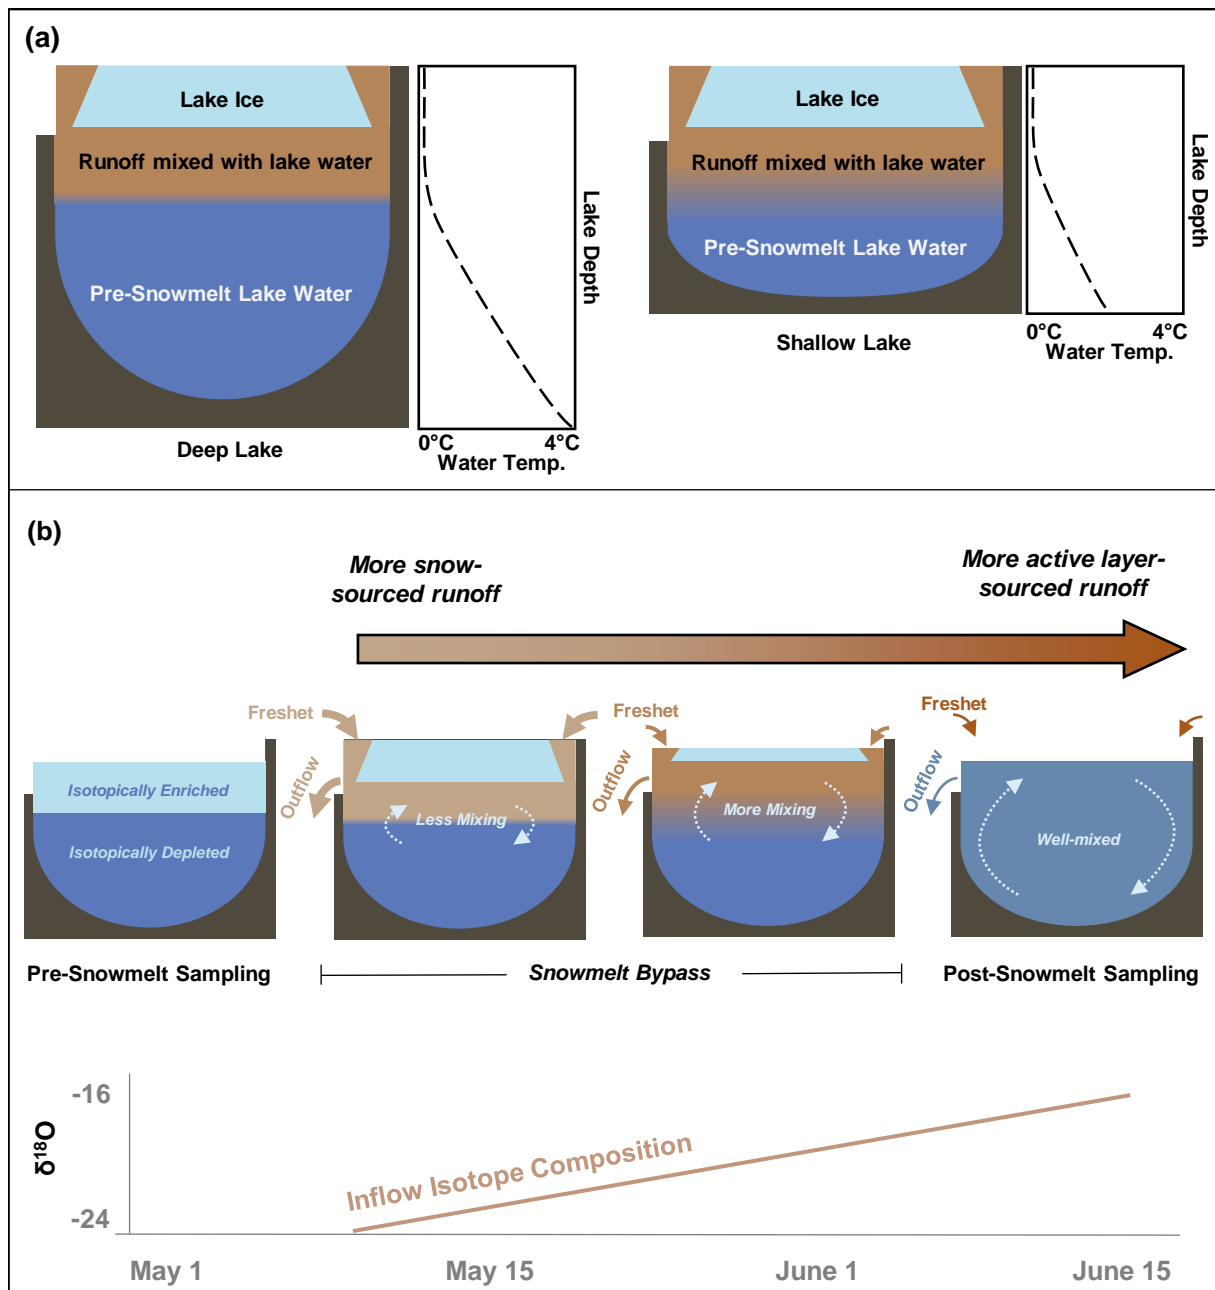 (a)
Lake Ice
Runoff mixed with lake water
Pre-Snowmelt Lake Water
Deep Lake
Lake Depth
0°C 4°C
Water Temp.
Lake Ice
Runoff mixed with lake water
Pre-Snowmelt Lake Water
Shallow Lake
Lake Depth
0°C 4°C
Water Temp.
(b)
More snow-
sourced runoff
More active layer-
sourced runoff
Freshet
Freshet
Freshet
Outflow
Outflow
Outflow
Isotopically Enriched
Isotopically Depleted
Less Mixing
More Mixing
Well-mixed
Pre-Snowmelt Sampling
Snowmelt Bypass
Post-Snowmelt Sampling
δ¹⁸O
-16
-24
Inflow Isotope Composition
May 1 May 15 June 1 June 15